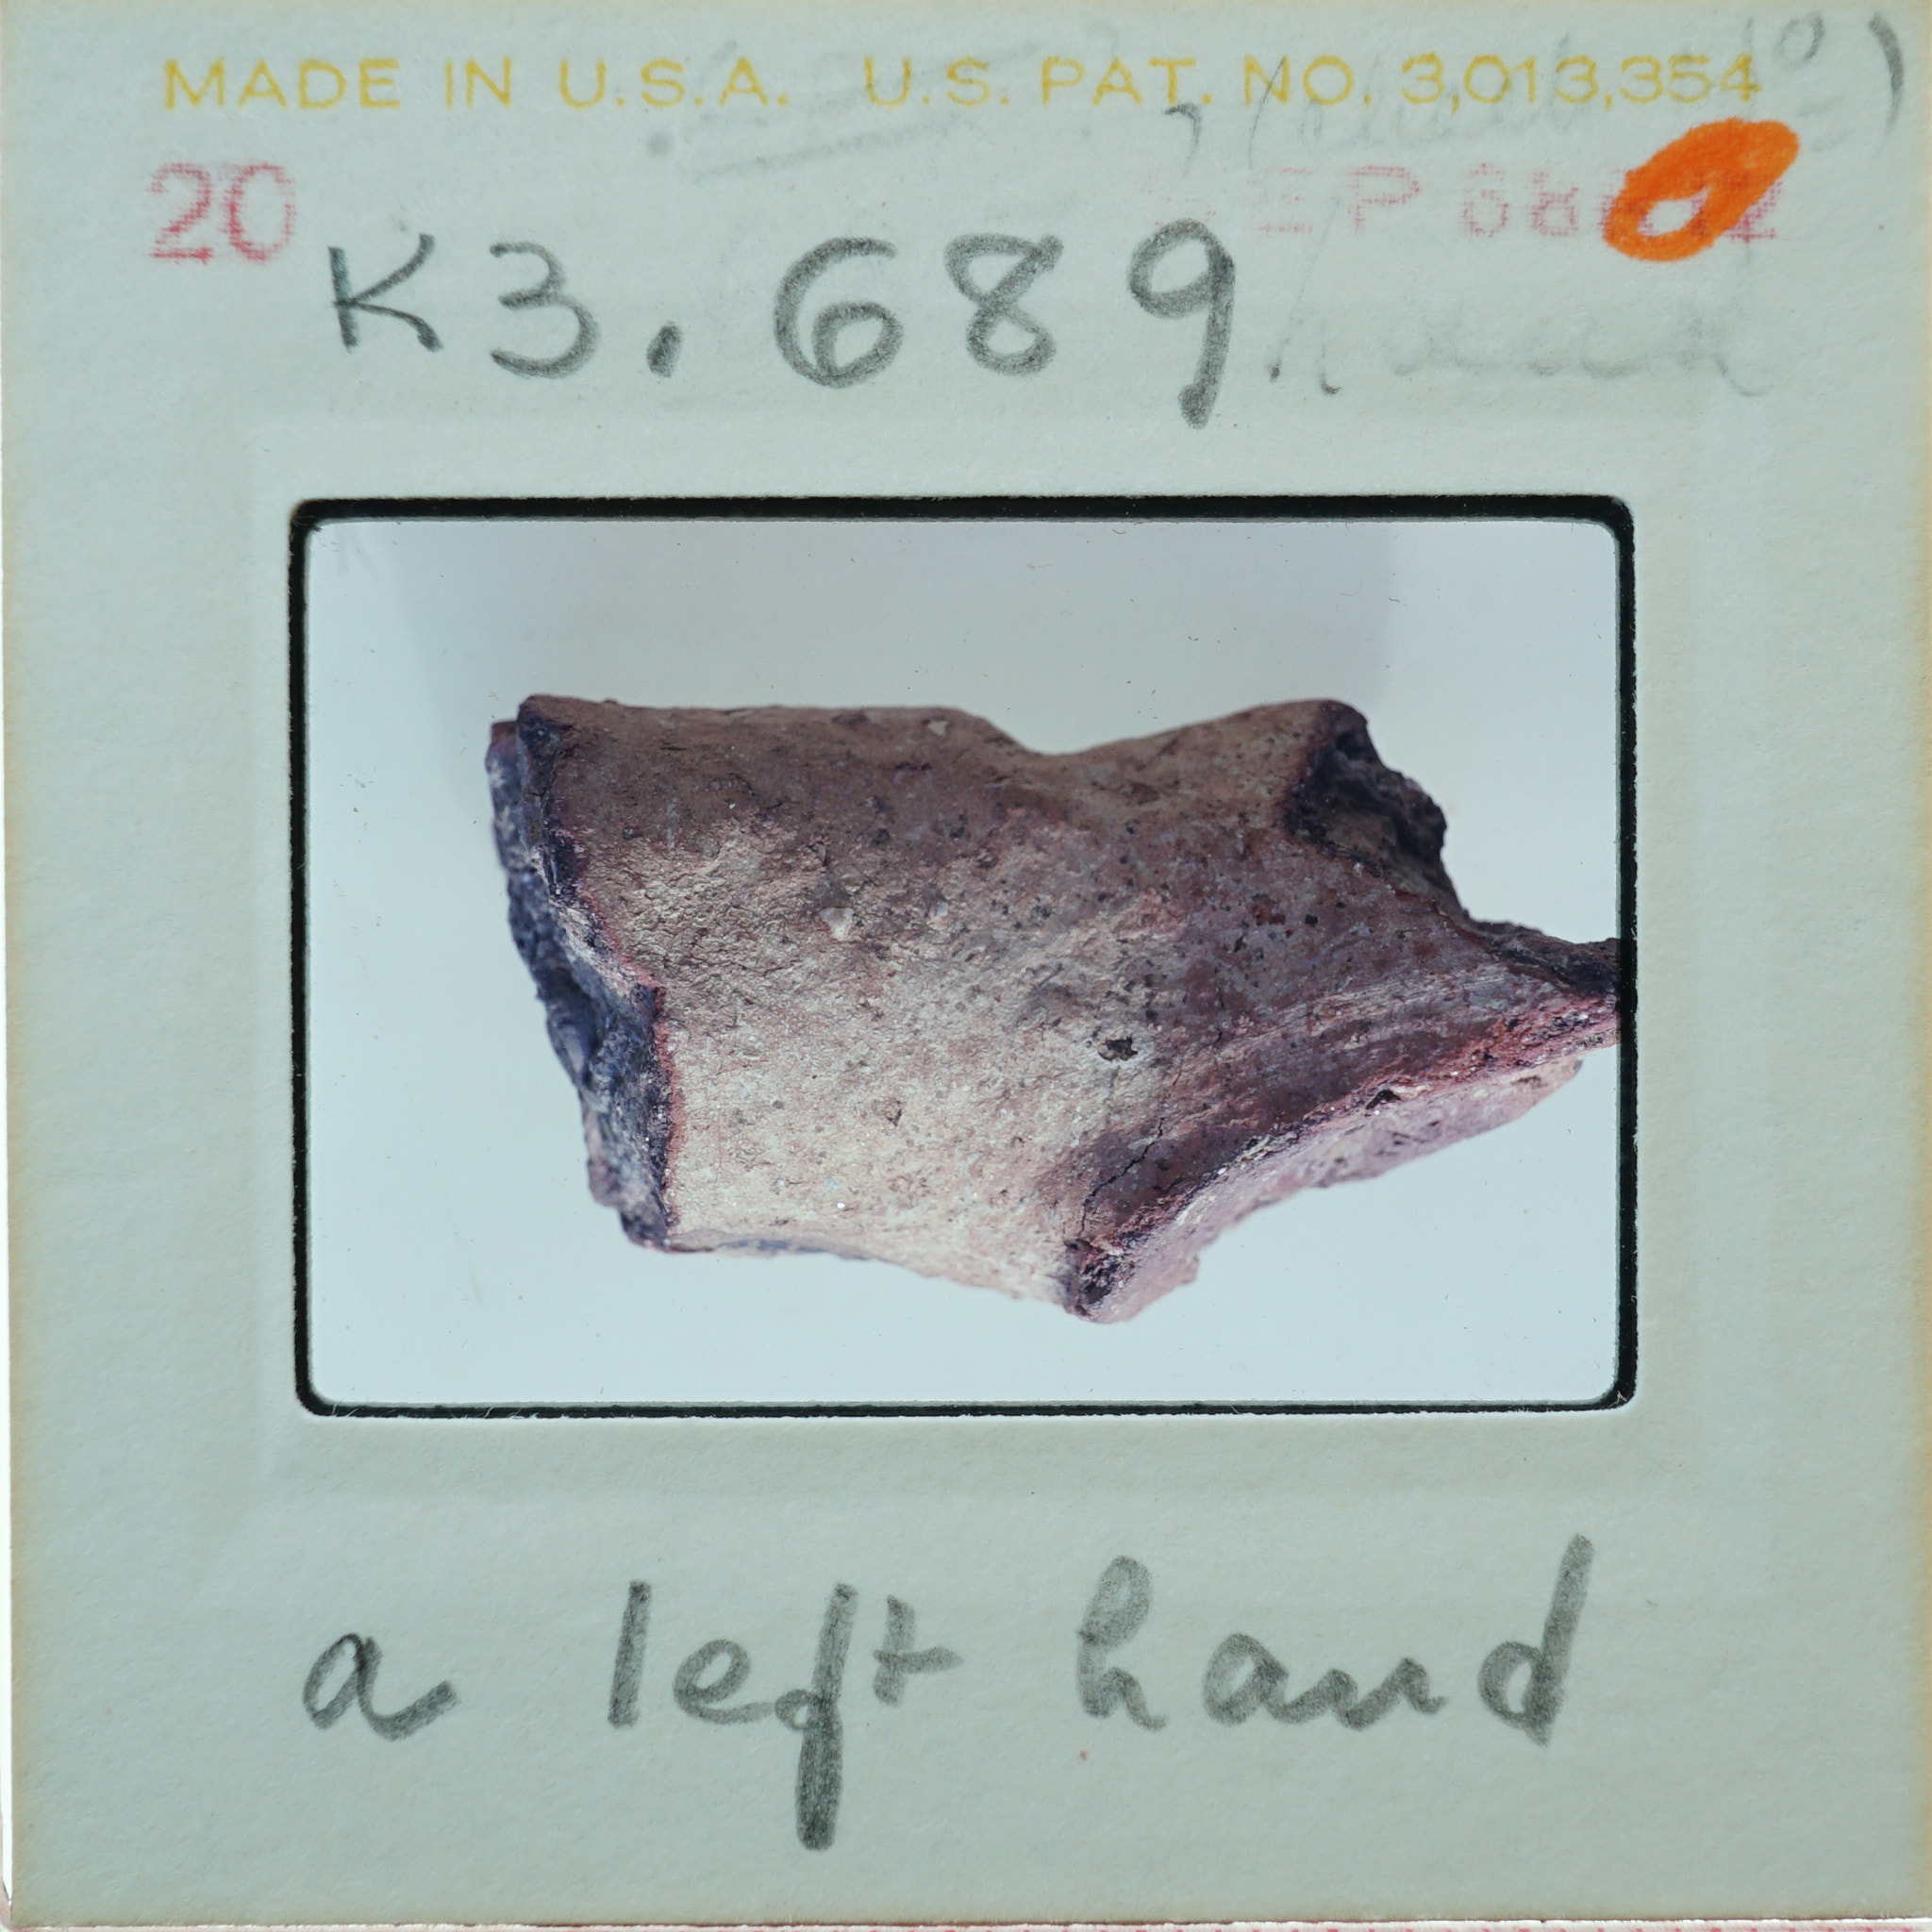 MADE IN U.S.A. U.S. PAT. NO. 3,013,354
20
K3.689.
a left hand